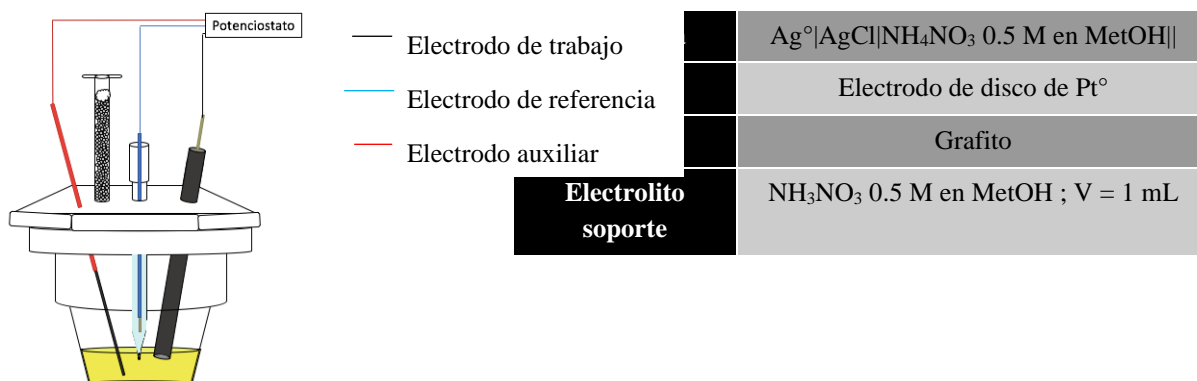 Potenciostato
Electrodo de trabajo
Electrodo de referencia
Electrodo auxiliar
Ag°|AgCl|NH₄NO₃ 0.5 M en MetOH||
Electrodo de disco de Pt°
Grafito
Electrolito
soporte
NH₃NO₃ 0.5 M en MetOH ; V = 1 mL